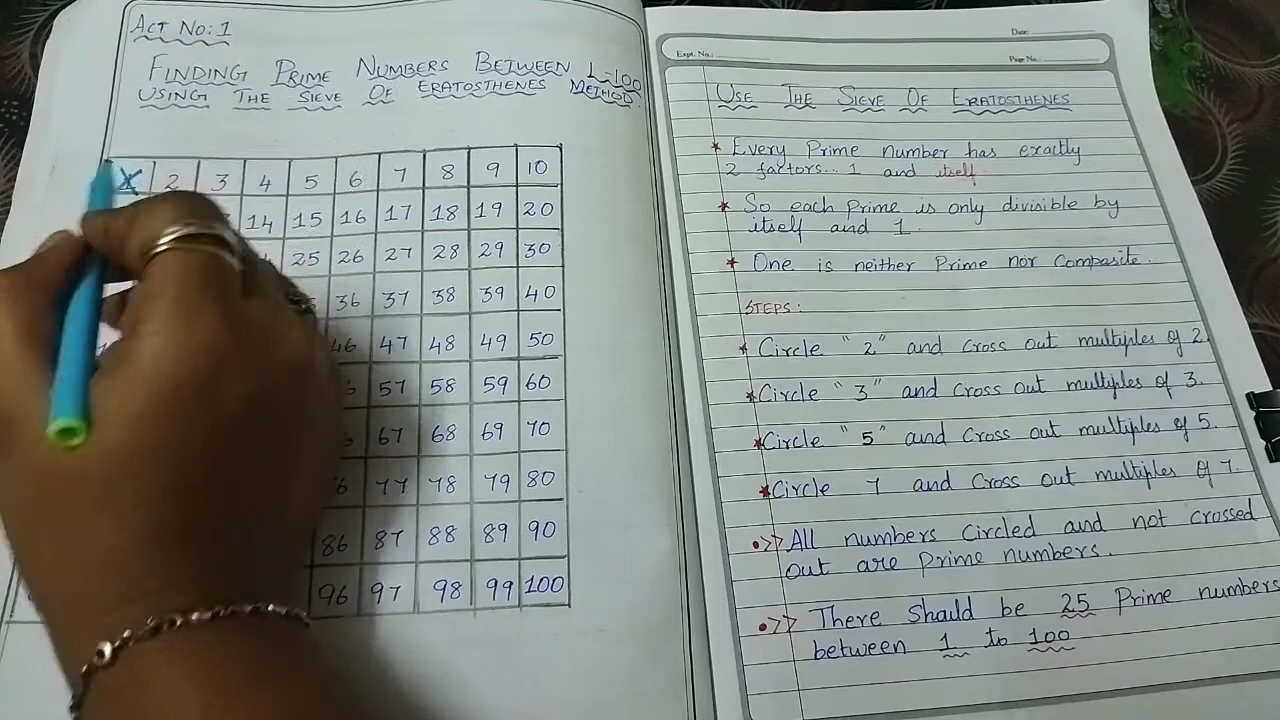 ACT NO:1
FINDING PRIME NUMBERS BETWEEN 1-100
USING THE SIEVE OF ERATOSTHENES METHOD.
2 3 4 5 6 7 8 9 10
14 15 16 17 18 19 20
25 26 27 28 29 30
36 37 38 39 40
46 47 48 49 50
57 58 59 60
67 68 69 70
77 78 79 80
86 87 88 89 90
96 97 98 99 100
Date:
Expt. No.
Page No.:
USE THE SIEVE OF ERATOSTHENES
* Every Prime number has exactly
2 factors.. 1 and itself
* So each Prime is only divisible by
itself and 1.
* One is neither Prime nor Composite.
STEPS:
* Circle "2" and Cross out multiples of 2.
* Circle "3" and Cross out multiples of 3.
* Circle "5" and Cross out multiples of 5.
* Circle 7 and Cross out multiples of 7.
•>> All numbers Circled and not crossed
out are Prime numbers.
•>> There should be 25 Prime numbers
between 1 to 100